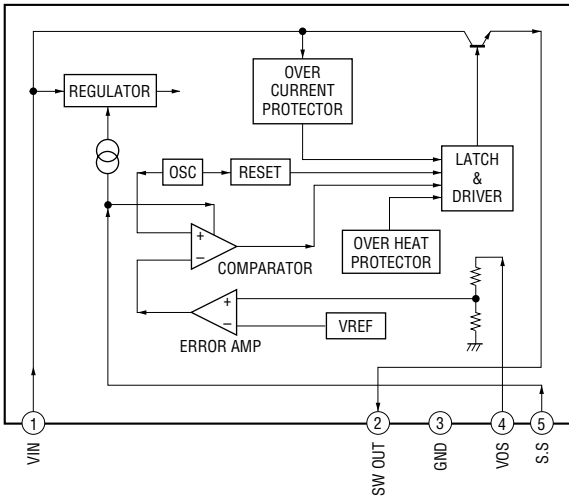 OVER
CURRENT
PROTECTOR
REGULATOR
OSC
RESET
LATCH
&
DRIVER
+
−
COMPARATOR
OVER HEAT
PROTECTOR
+
−
VREF
ERROR AMP
1
2
3
4
5
VIN
SW OUT
GND
VOS
S.S